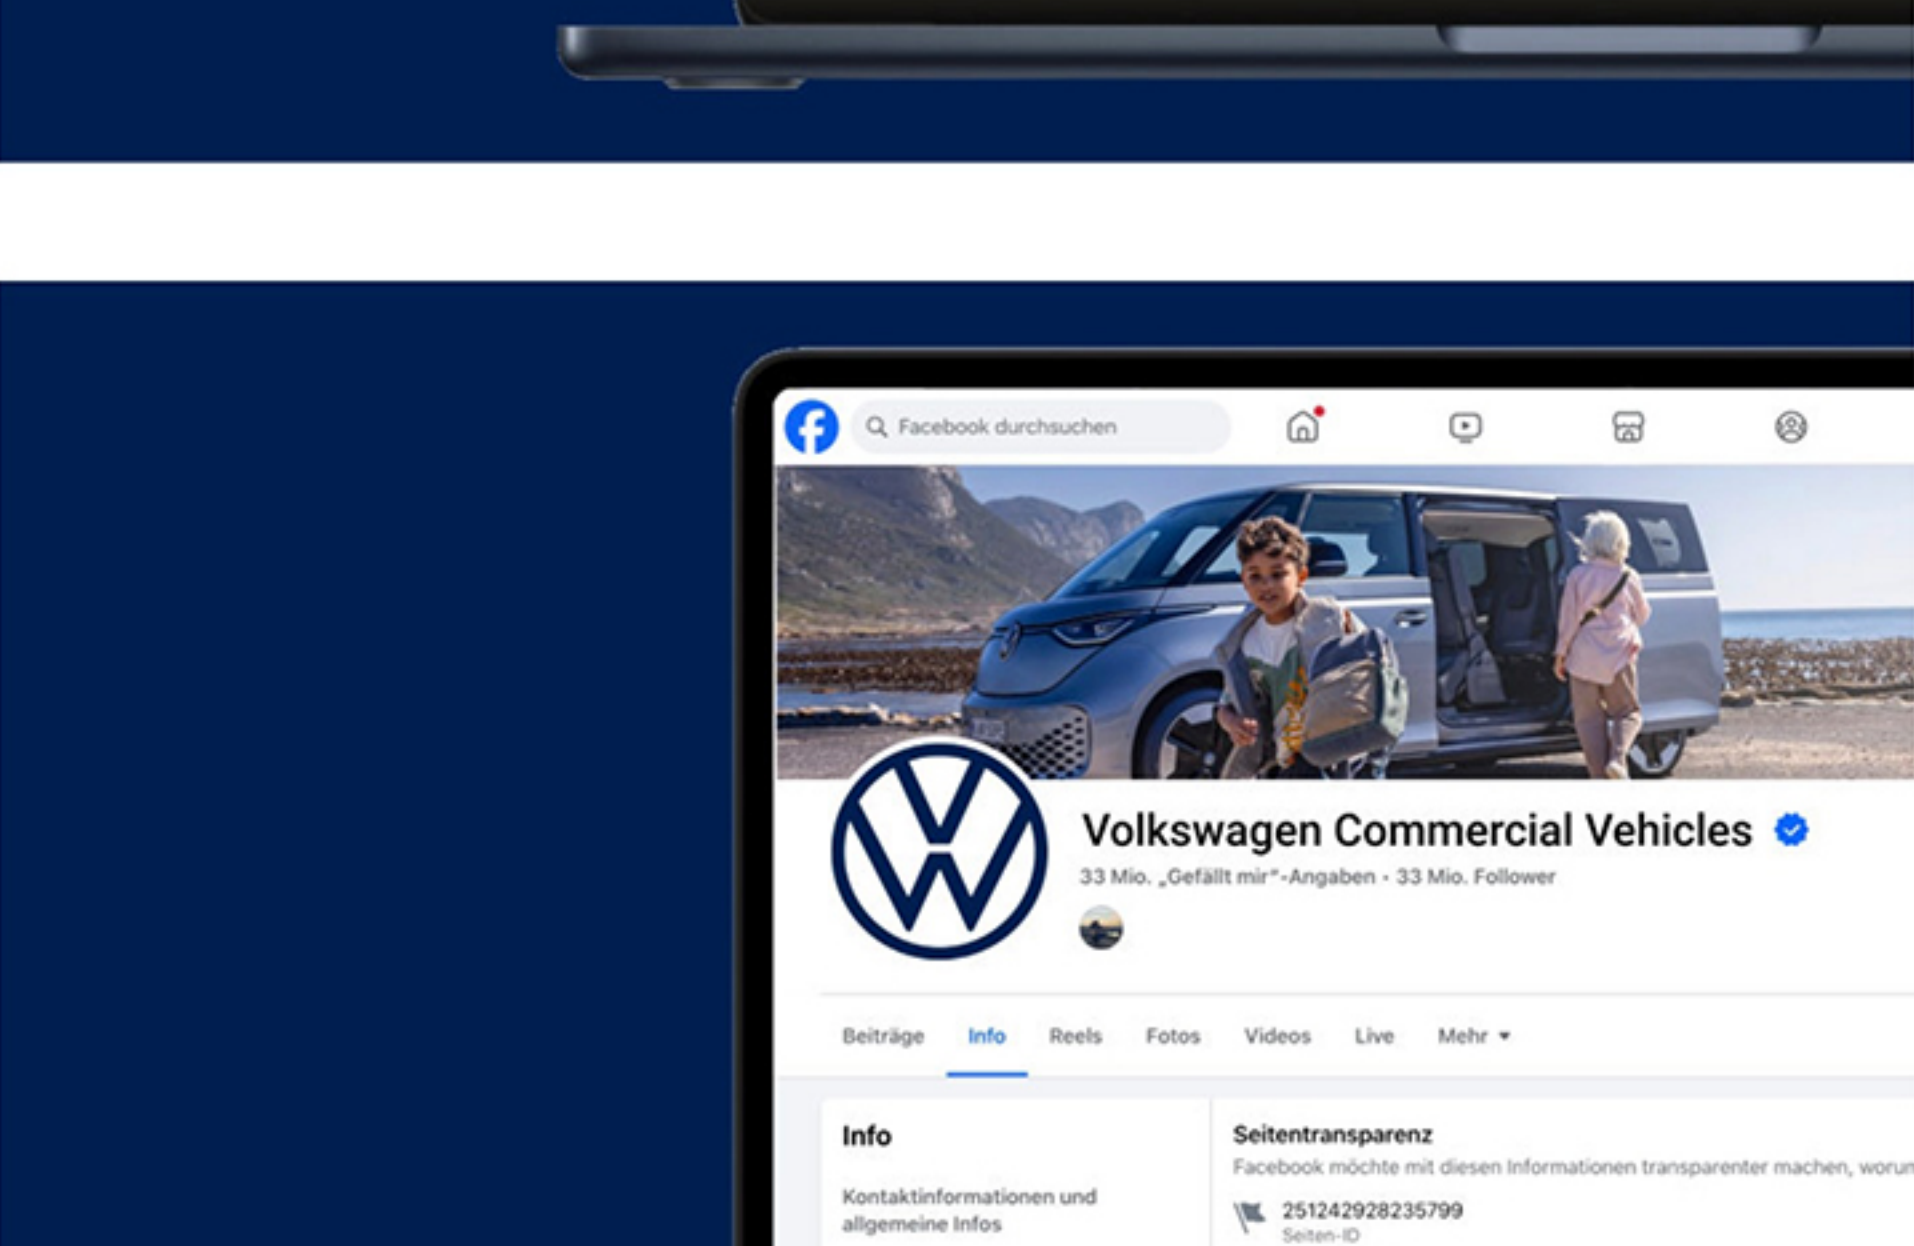 Facebook durchsuchen
Volkswagen Commercial Vehicles
33 Mio. „Gefällt mir“-Angaben • 33 Mio. Follower
Beiträge Info Reels Fotos Videos Live Mehr
Info
Kontaktinformationen und
allgemeine Infos
Seitentransparenz
Facebook möchte mit diesen Informationen transparenter machen, worun
251242928235799
Seiten-ID